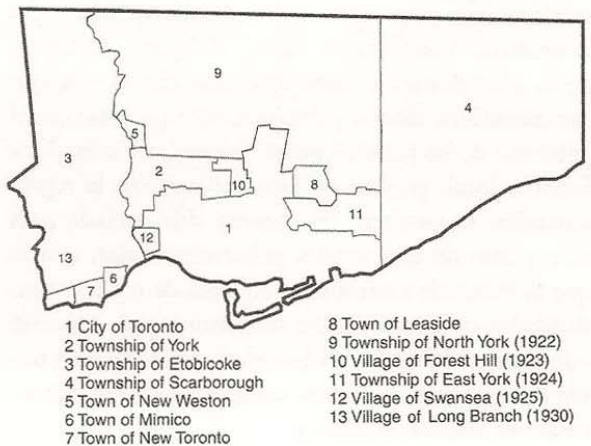 9
4
3
5
2
10
8
11
1
12
13
6
7
1 City of Toronto
2 Township of York
3 Township of Etobicoke
4 Township of Scarborough
5 Town of New Weston
6 Town of Mimico
7 Town of New Toronto
8 Town of Leaside
9 Township of North York (1922)
10 Village of Forest Hill (1923)
11 Township of East York (1924)
12 Village of Swansea (1925)
13 Village of Long Branch (1930)